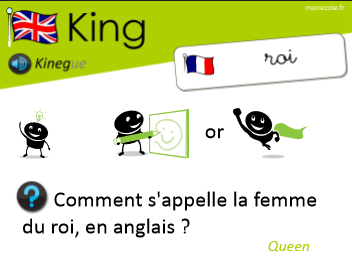 monecole.fr
King
Kinegue
roi
or
Comment s'appelle la femme
du roi, en anglais ?
Queen